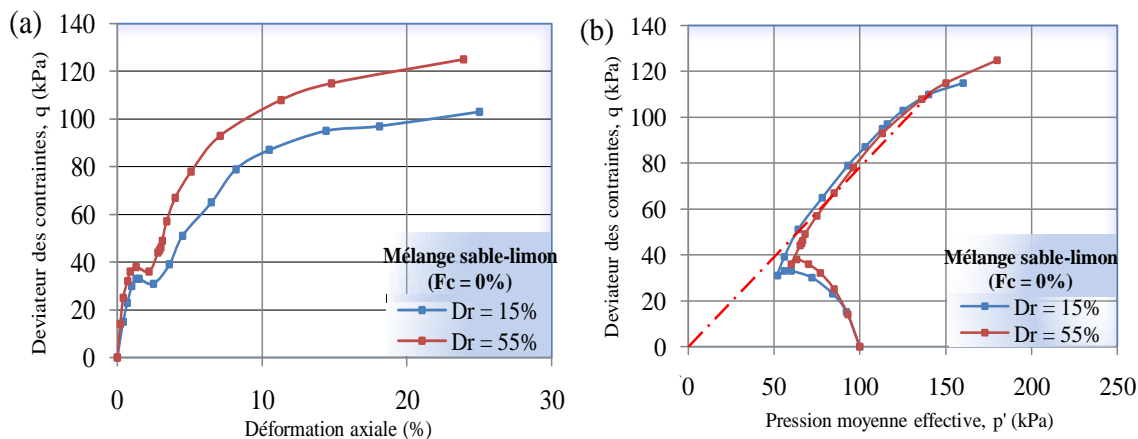 (a)
Deviateur des contraintes, q (kPa)
140
120
100
80
60
40
20
0
0
10
20
30
Déformation axiale (%)
Mélange sable-limon
(Fc = 0%)
Dr = 15%
Dr = 55%
(b)
Deviateur des contraintes, q (kPa)
140
120
100
80
60
40
20
0
0
50
100
150
200
250
Pression moyenne effective, p' (kPa)
Mélange sable-limon
(Fc = 0%)
Dr = 15%
Dr = 55%